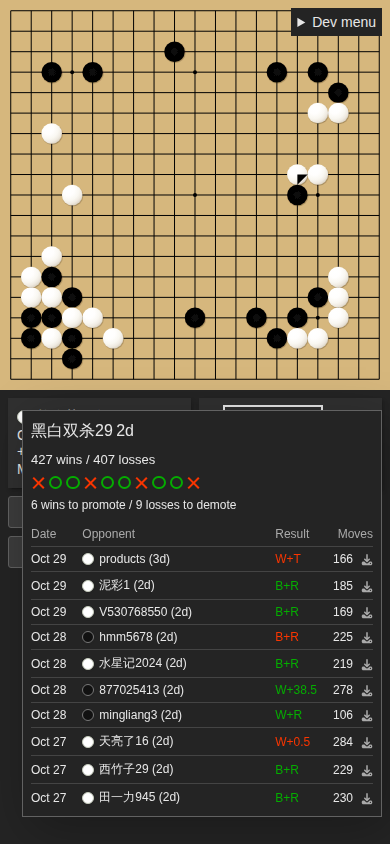 ▶ Dev menu
黑白双杀29 2d
427 wins / 407 losses
6 wins to promote / 9 losses to demote
Date Opponent Result Moves
Oct 29 products (3d) W+T 166
Oct 29 泥彩1 (2d) B+R 185
Oct 29 V530768550 (2d) B+R 169
Oct 28 hmm5678 (2d) B+R 225
Oct 28 水星记2024 (2d) B+R 219
Oct 28 877025413 (2d) W+38.5 278
Oct 28 mingliang3 (2d) W+R 106
Oct 27 天亮了16 (2d) W+0.5 284
Oct 27 西竹子29 (2d) B+R 229
Oct 27 田一力945 (2d) B+R 230